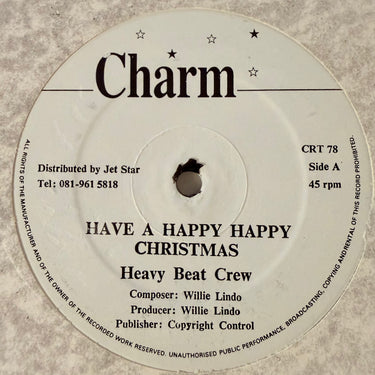 Charm
CRT 78
Distributed by Jet Star
Side A
Tel: 081-961 5818
45 rpm
HAVE A HAPPY HAPPY
CHRISTMAS
Heavy Beat Crew
Composer: Willie Lindo
Producer: Willie Lindo
Publisher: Copyright Control
ALL RIGHTS OF THE MANUFACTURER AND OF THE OWNER OF THE RECORDED WORK RESERVED. UNAUTHORISED PUBLIC PERFORMANCE, BROADCASTING, COPYING AND RENTAL OF THIS RECORD PROHIBITED.